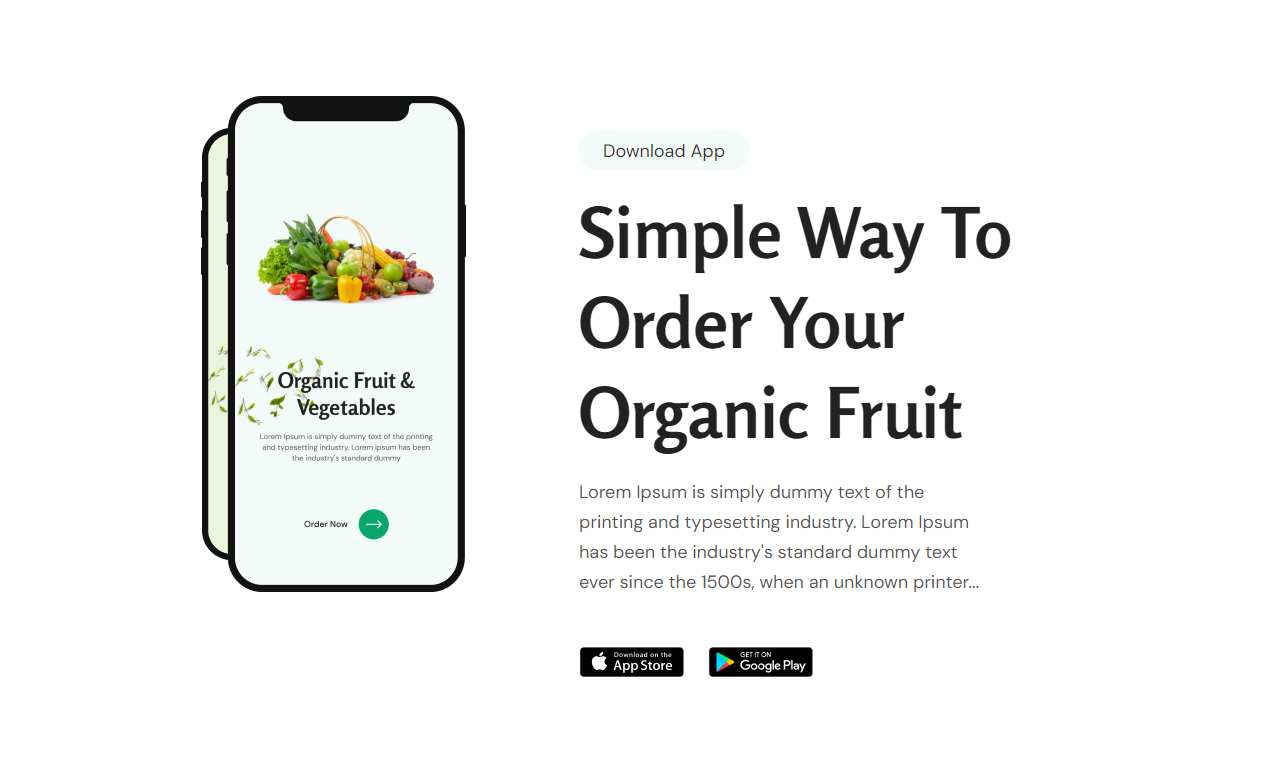 Organic Fruit &
Vegetables
Lorem Ipsum is simply dummy text of the printing
and typesetting industry. Lorem Ipsum has been
the industry's standard dummy
Order Now
Download App
Simple Way To
Order Your
Organic Fruit
Lorem Ipsum is simply dummy text of the
printing and typesetting industry. Lorem Ipsum
has been the industry's standard dummy text
ever since the 1500s, when an unknown printer...
Download on the
App Store
GET IT ON
Google Play